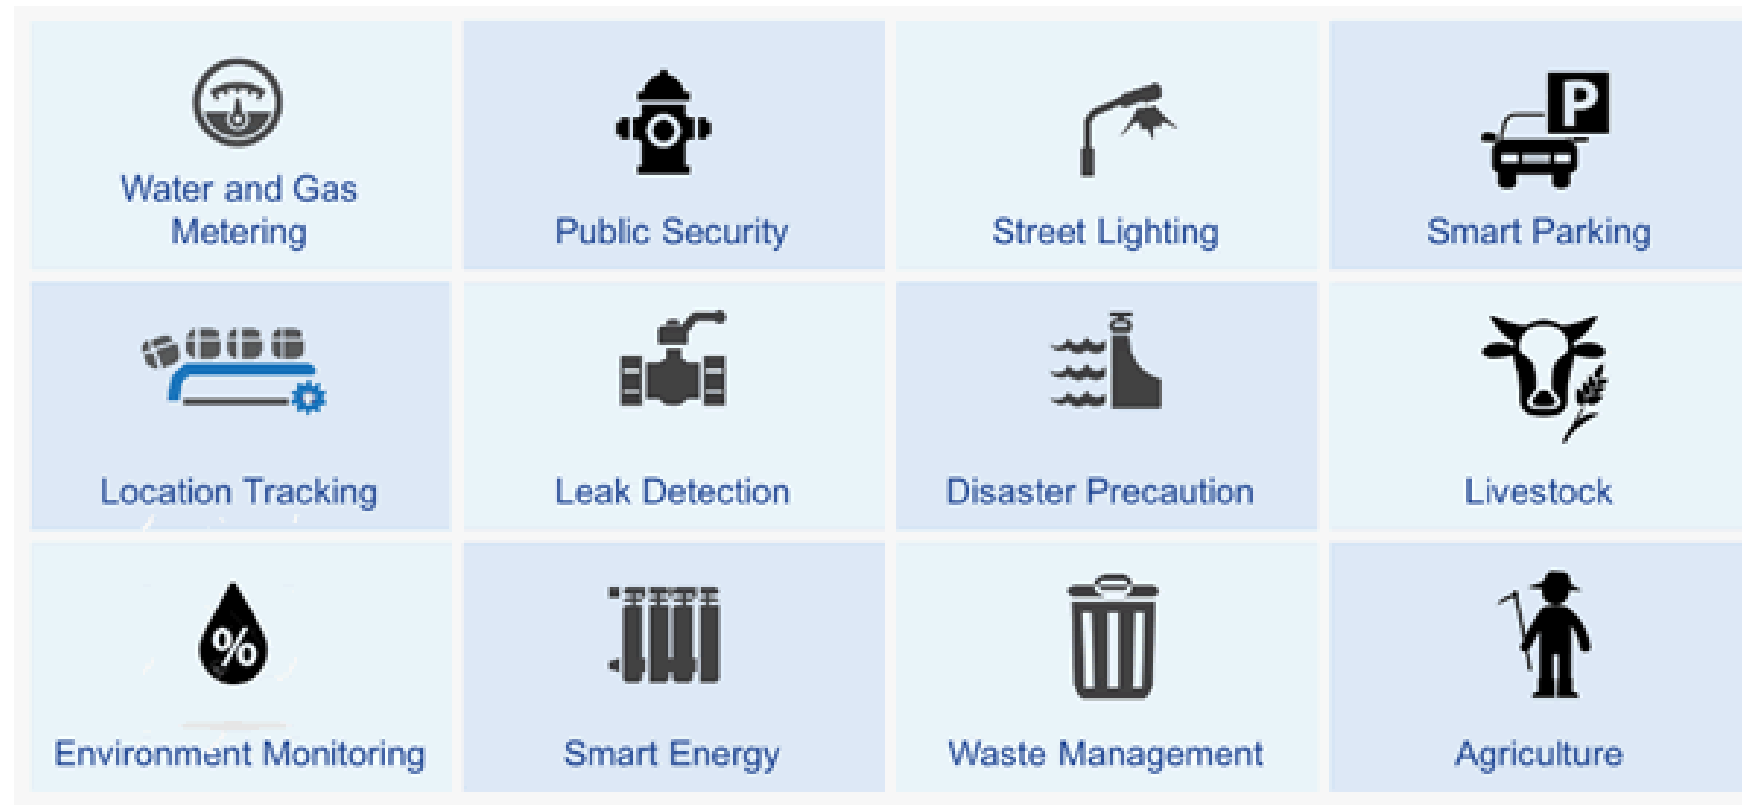 Water and Gas
Metering
Public Security
Street Lighting
P
Smart Parking
Location Tracking
Leak Detection
Disaster Precaution
Livestock
%
Environment Monitoring
Smart Energy
Waste Management
Agriculture